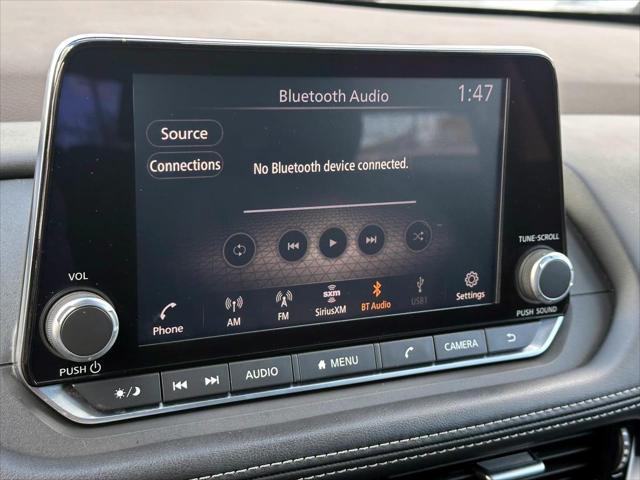 Bluetooth Audio 1:47
Source
Connections
No Bluetooth device connected.
TUNE•SCROLL
VOL
Phone
AM
FM
sxm
SiriusXM
BT Audio
USB1
Settings
PUSH
PUSH SOUND
AUDIO
MENU
CAMERA